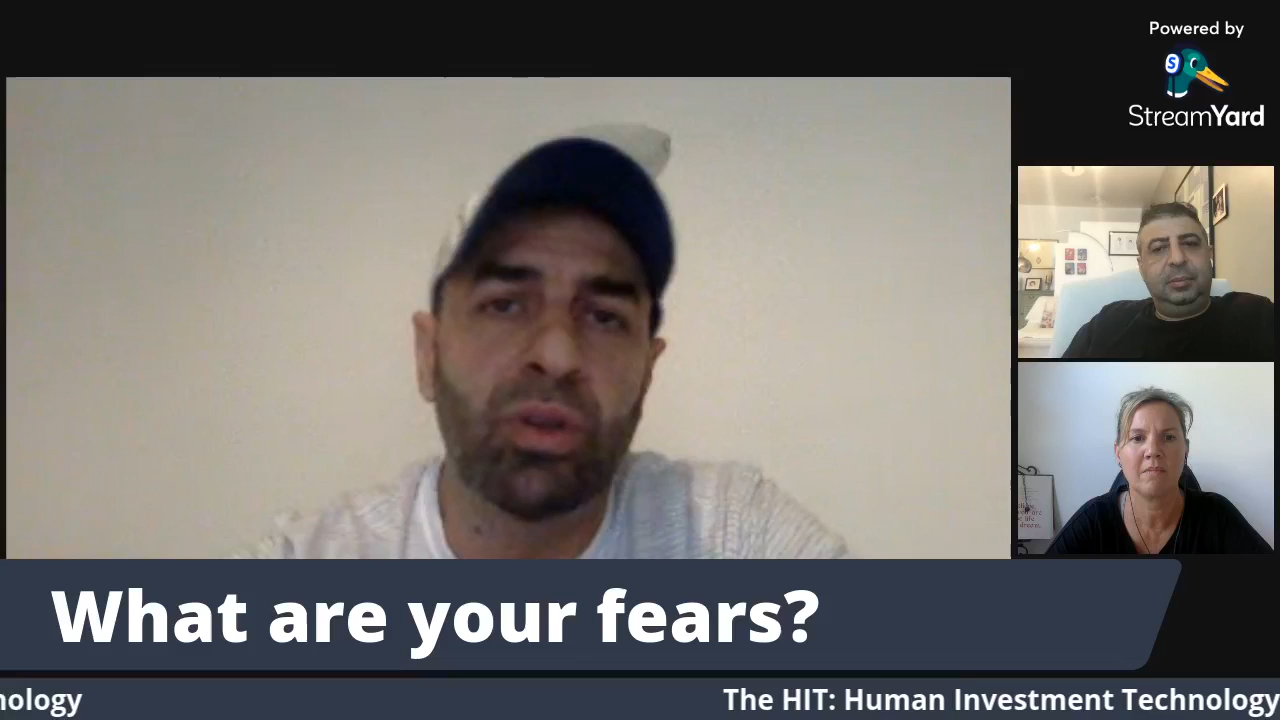 Powered by
StreamYard
What are your fears?
nology
The HIT: Human Investment Technology